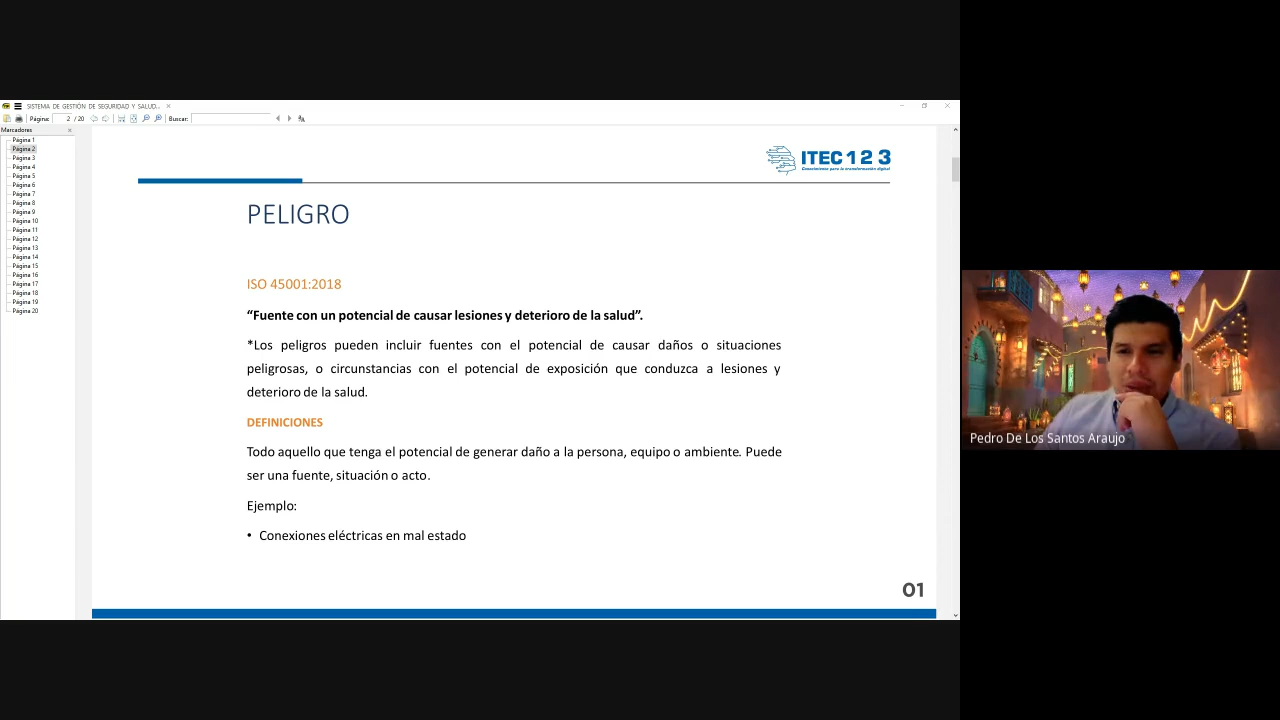 SISTEMA DE GESTIÓN DE SEGURIDAD Y SALUD...
Página: 2 / 20 Buscar:
Marcadores
Página 1
Página 2
Página 3
Página 4
Página 5
Página 6
Página 7
Página 8
Página 9
Página 10
Página 11
Página 12
Página 13
Página 14
Página 15
Página 16
Página 17
Página 18
Página 19
Página 20
ITEC 1 2 3
Conocimiento para la transformación digital
PELIGRO
ISO 45001:2018
“Fuente con un potencial de causar lesiones y deterioro de la salud”.
*Los peligros pueden incluir fuentes con el potencial de causar daños o situaciones
peligrosas, o circunstancias con el potencial de exposición que conduzca a lesiones y
deterioro de la salud.
DEFINICIONES
Todo aquello que tenga el potencial de generar daño a la persona, equipo o ambiente. Puede
ser una fuente, situación o acto.
Ejemplo:
• Conexiones eléctricas en mal estado
01
Pedro De Los Santos Araujo